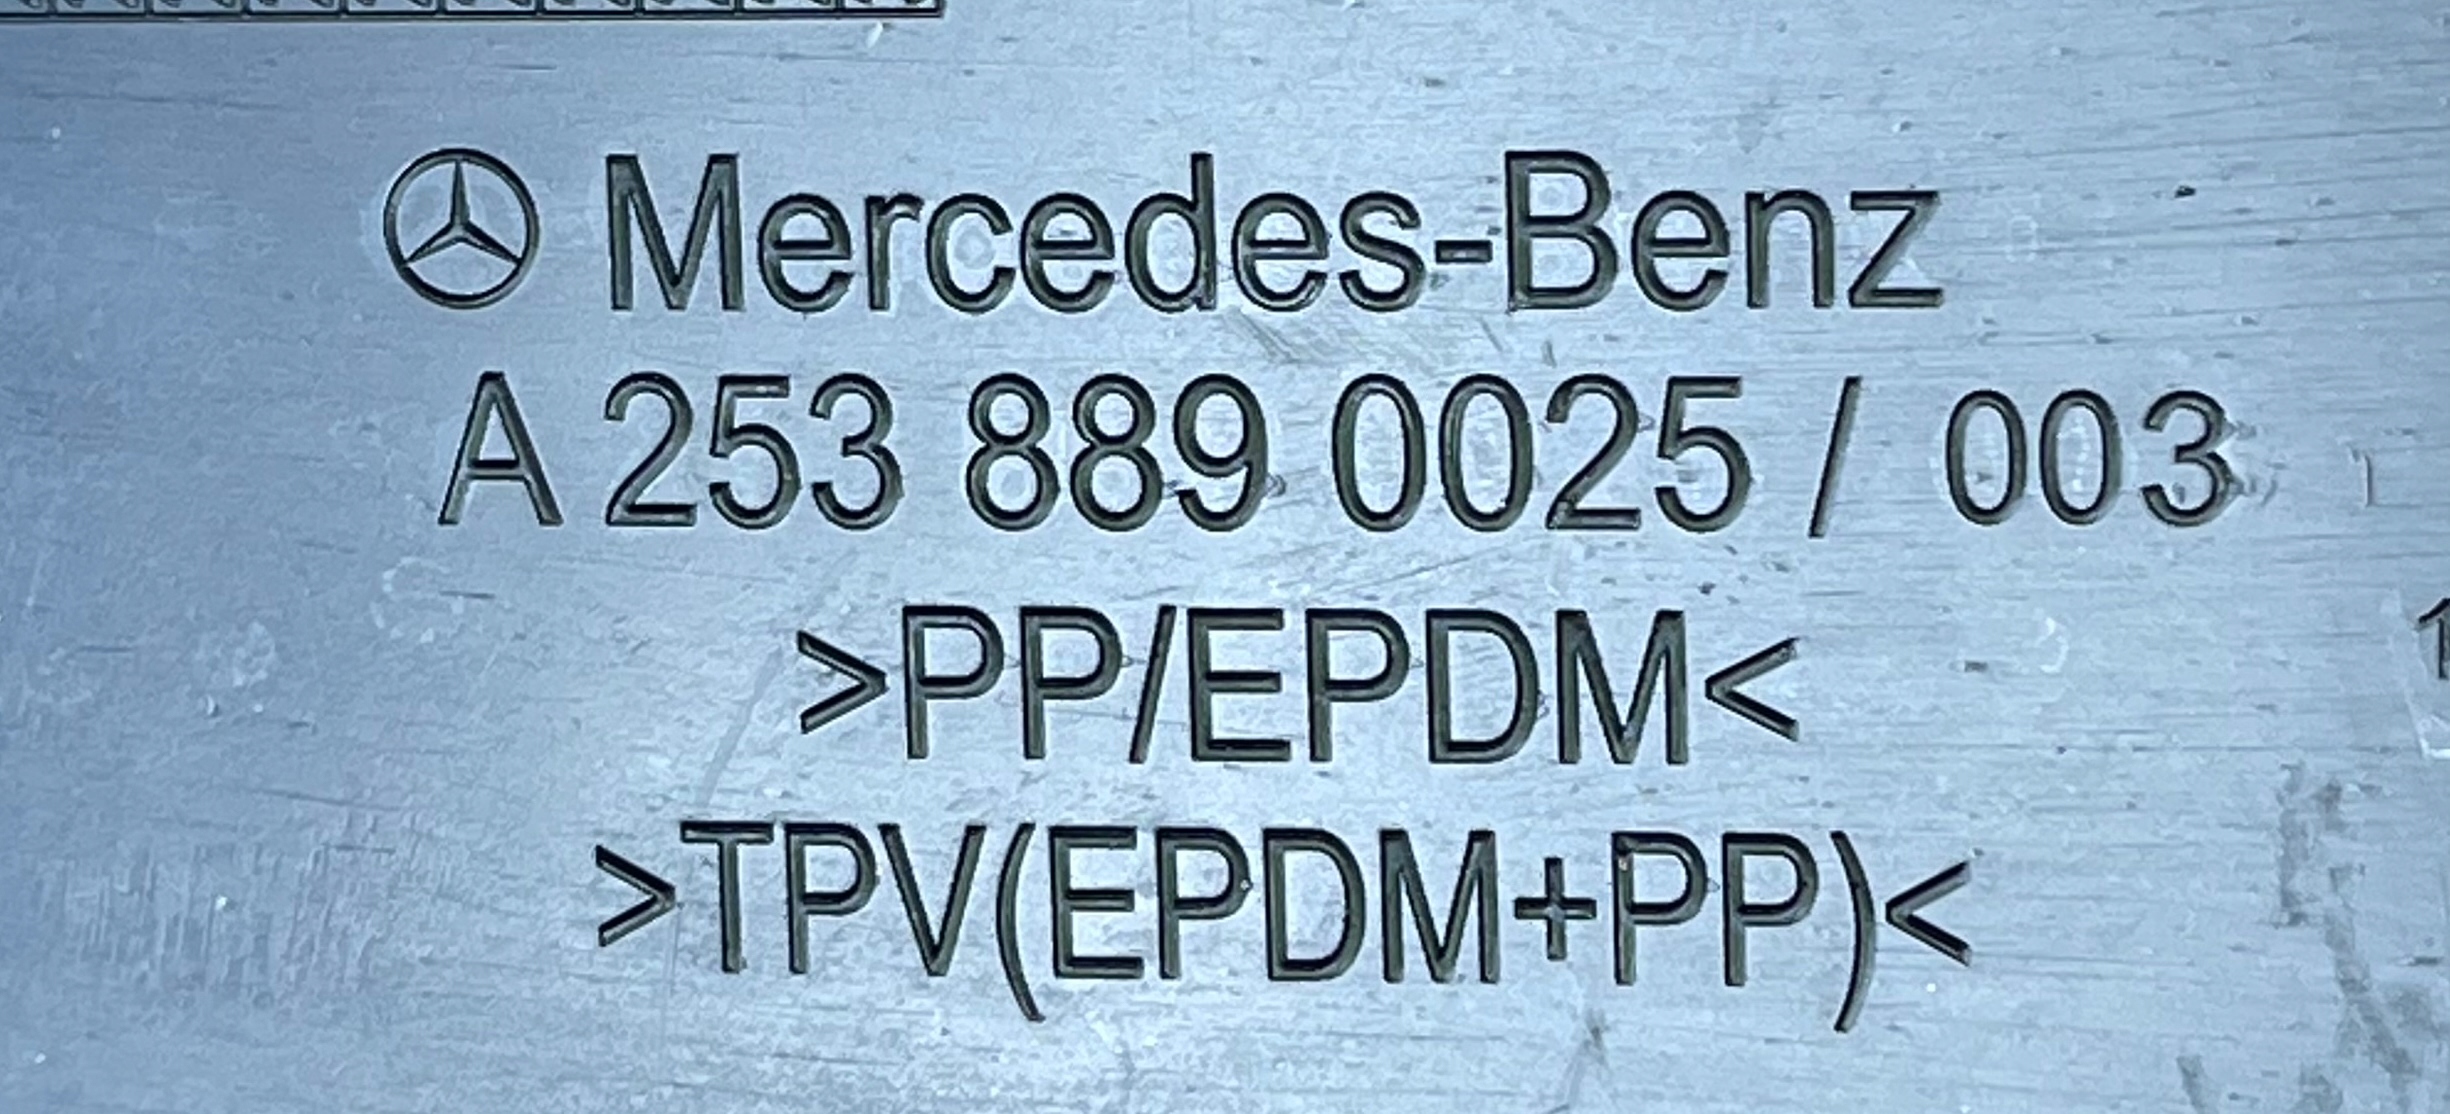 Mercedes-Benz
A 253 889 0025 / 003
>PP/EPDM<
>TPV(EPDM+PP)<